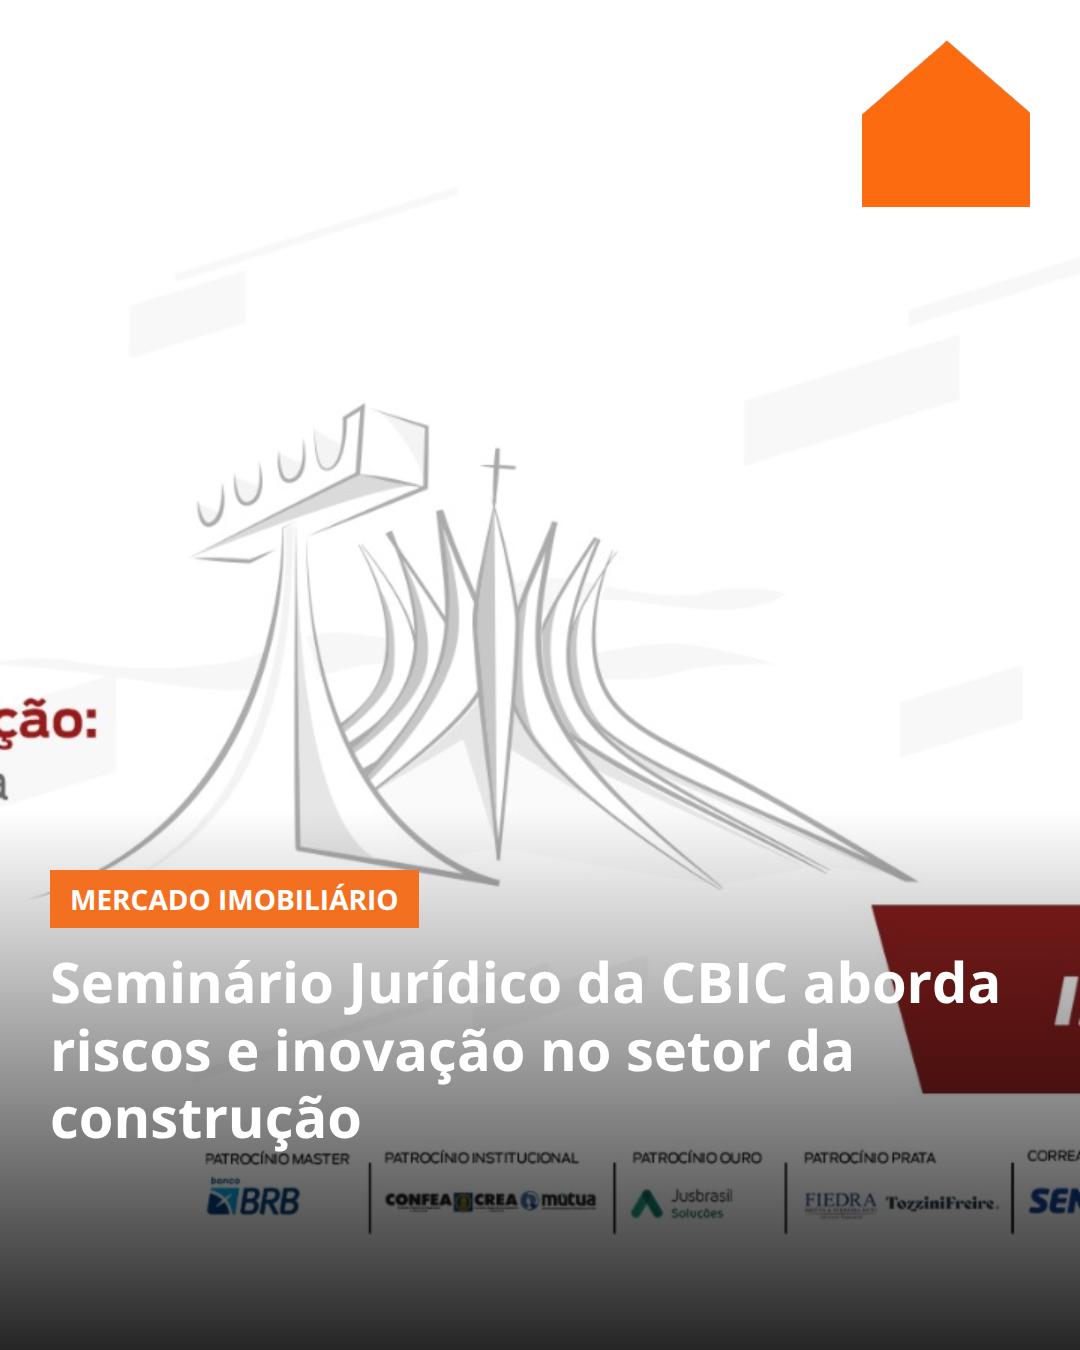 ção:
a
MERCADO IMOBILIÁRIO
Seminário Jurídico da CBIC aborda
riscos e inovação no setor da
construção
PATROCÍNIO MASTER
PATROCÍNIO INSTITUCIONAL
PATROCÍNIO OURO
PATROCÍNIO PRATA
CORREA
banco
BRB
CONFEA
CREA
mútua
Jusbrasil
Soluções
FIEDRA
TozziniFreire.
SEN